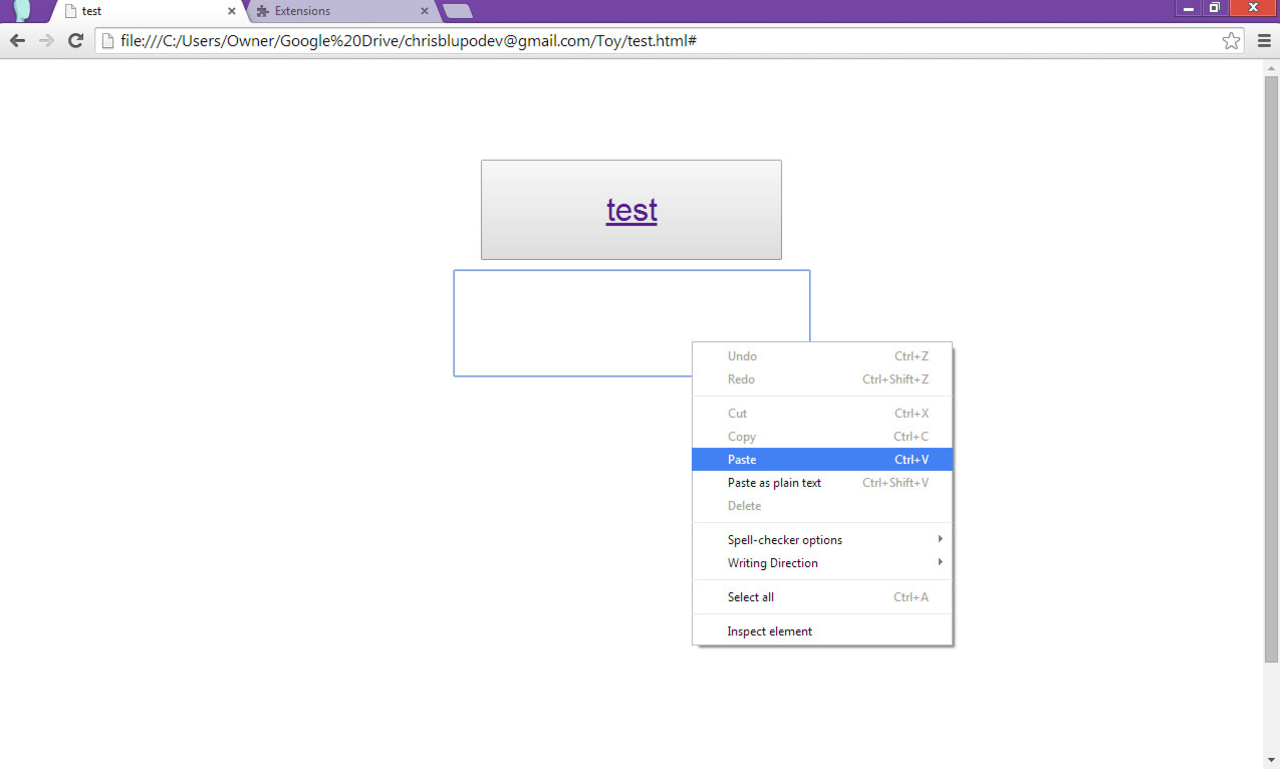 test
Extensions
file:///C:/Users/Owner/Google%20Drive/chrisblupodev@gmail.com/Toy/test.html#
test
Undo Ctrl+Z
Redo Ctrl+Shift+Z
Cut Ctrl+X
Copy Ctrl+C
Paste Ctrl+V
Paste as plain text Ctrl+Shift+V
Delete
Spell-checker options
Writing Direction
Select all Ctrl+A
Inspect element